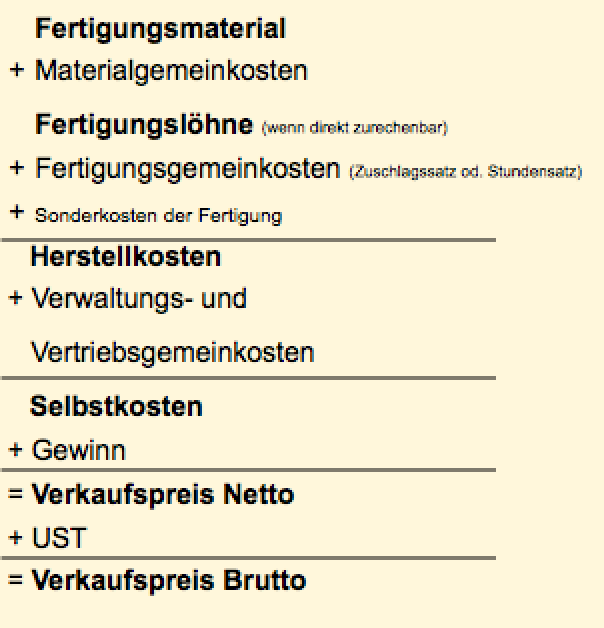 Fertigungsmaterial
+ Materialgemeinkosten
Fertigungslöhne (wenn direkt zurechenbar)
+ Fertigungsgemeinkosten (Zuschlagssatz od. Stundensatz)
+ Sonderkosten der Fertigung
Herstellkosten
+ Verwaltungs- und
Vertriebsgemeinkosten
Selbstkosten
+ Gewinn
= Verkaufspreis Netto
+ UST
= Verkaufspreis Brutto